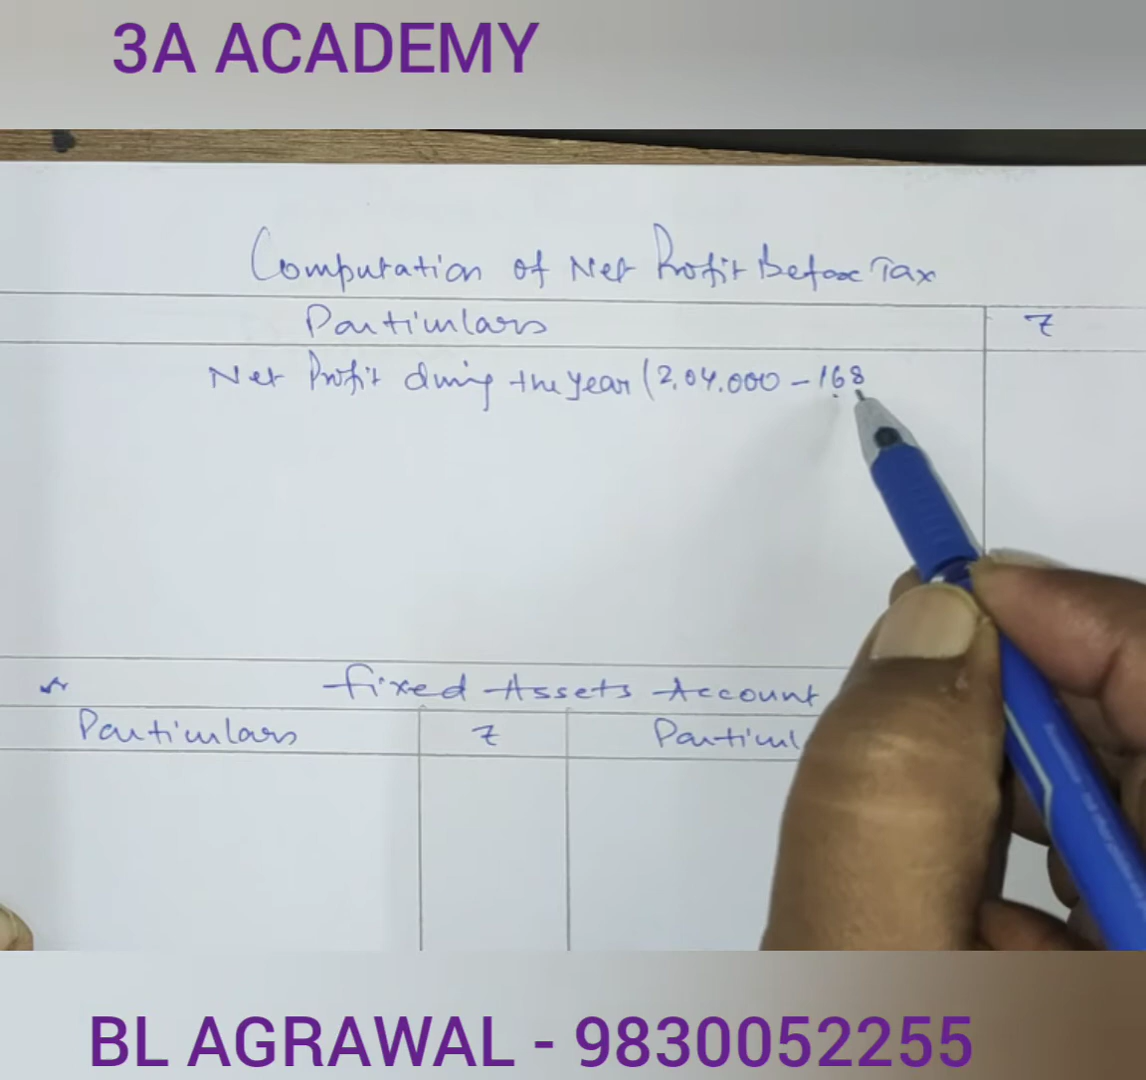 3A ACADEMY
Computation of Net Profit Before Tax
Particulars ₹
Net Profit during the year (2,04,000 - 168
Fixed Assets Account
Particulars ₹ Particul
BL AGRAWAL - 9830052255